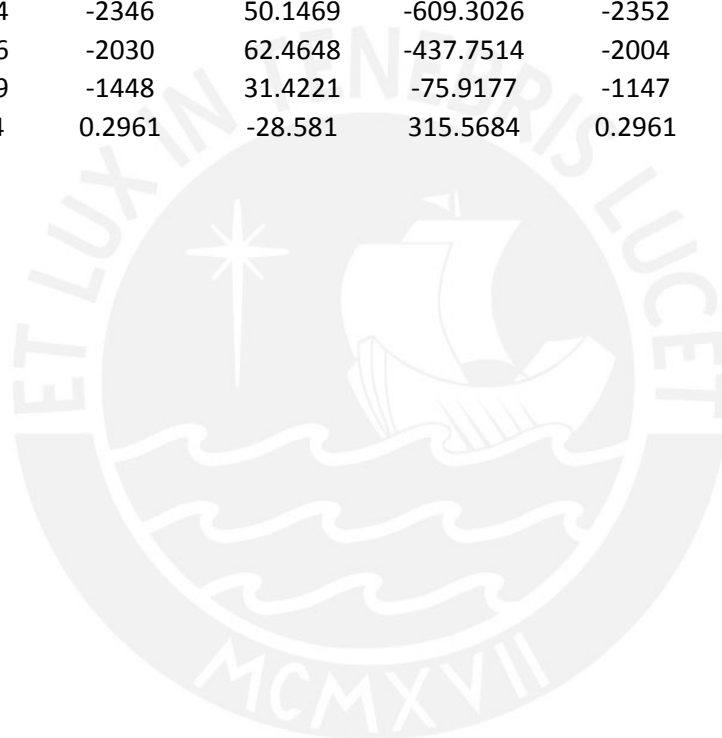 4 -2346 50.1469 -609.3026 -2352
6 -2030 62.4648 -437.7514 -2004
9 -1448 31.4221 -75.9177 -1147
4 0.2961 -28.581 315.5684 0.2961
ET LUX IN TENEBRIS LUCET
MCMXVII